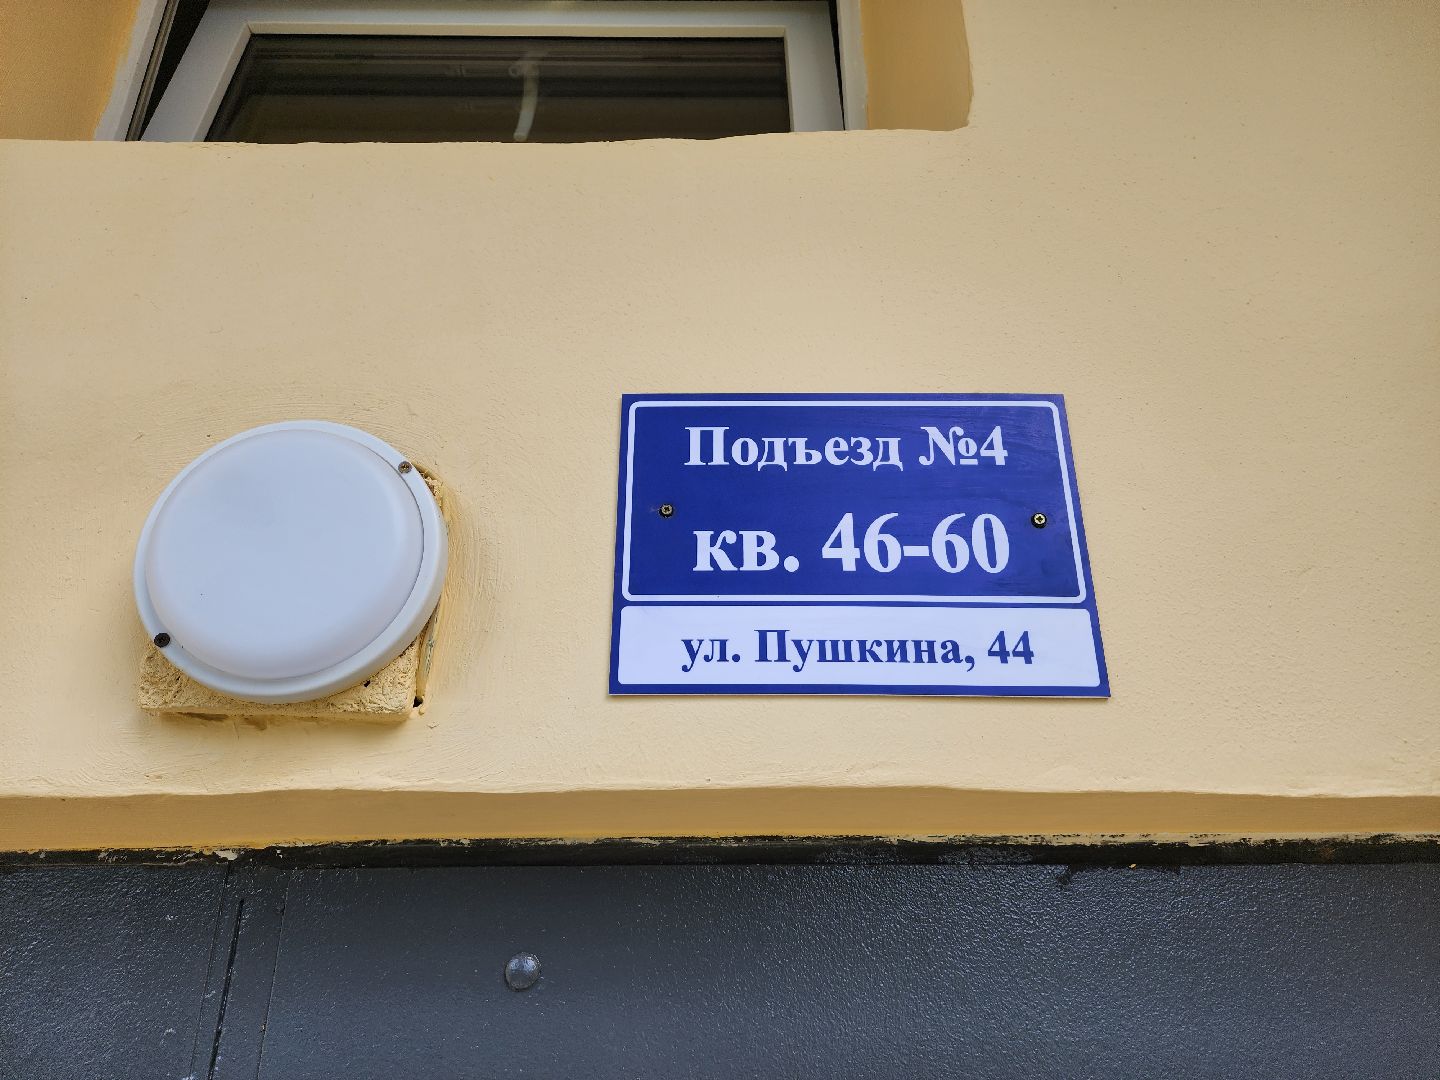 Подъезд №4
кв. 46-60
ул. Пушкина, 44